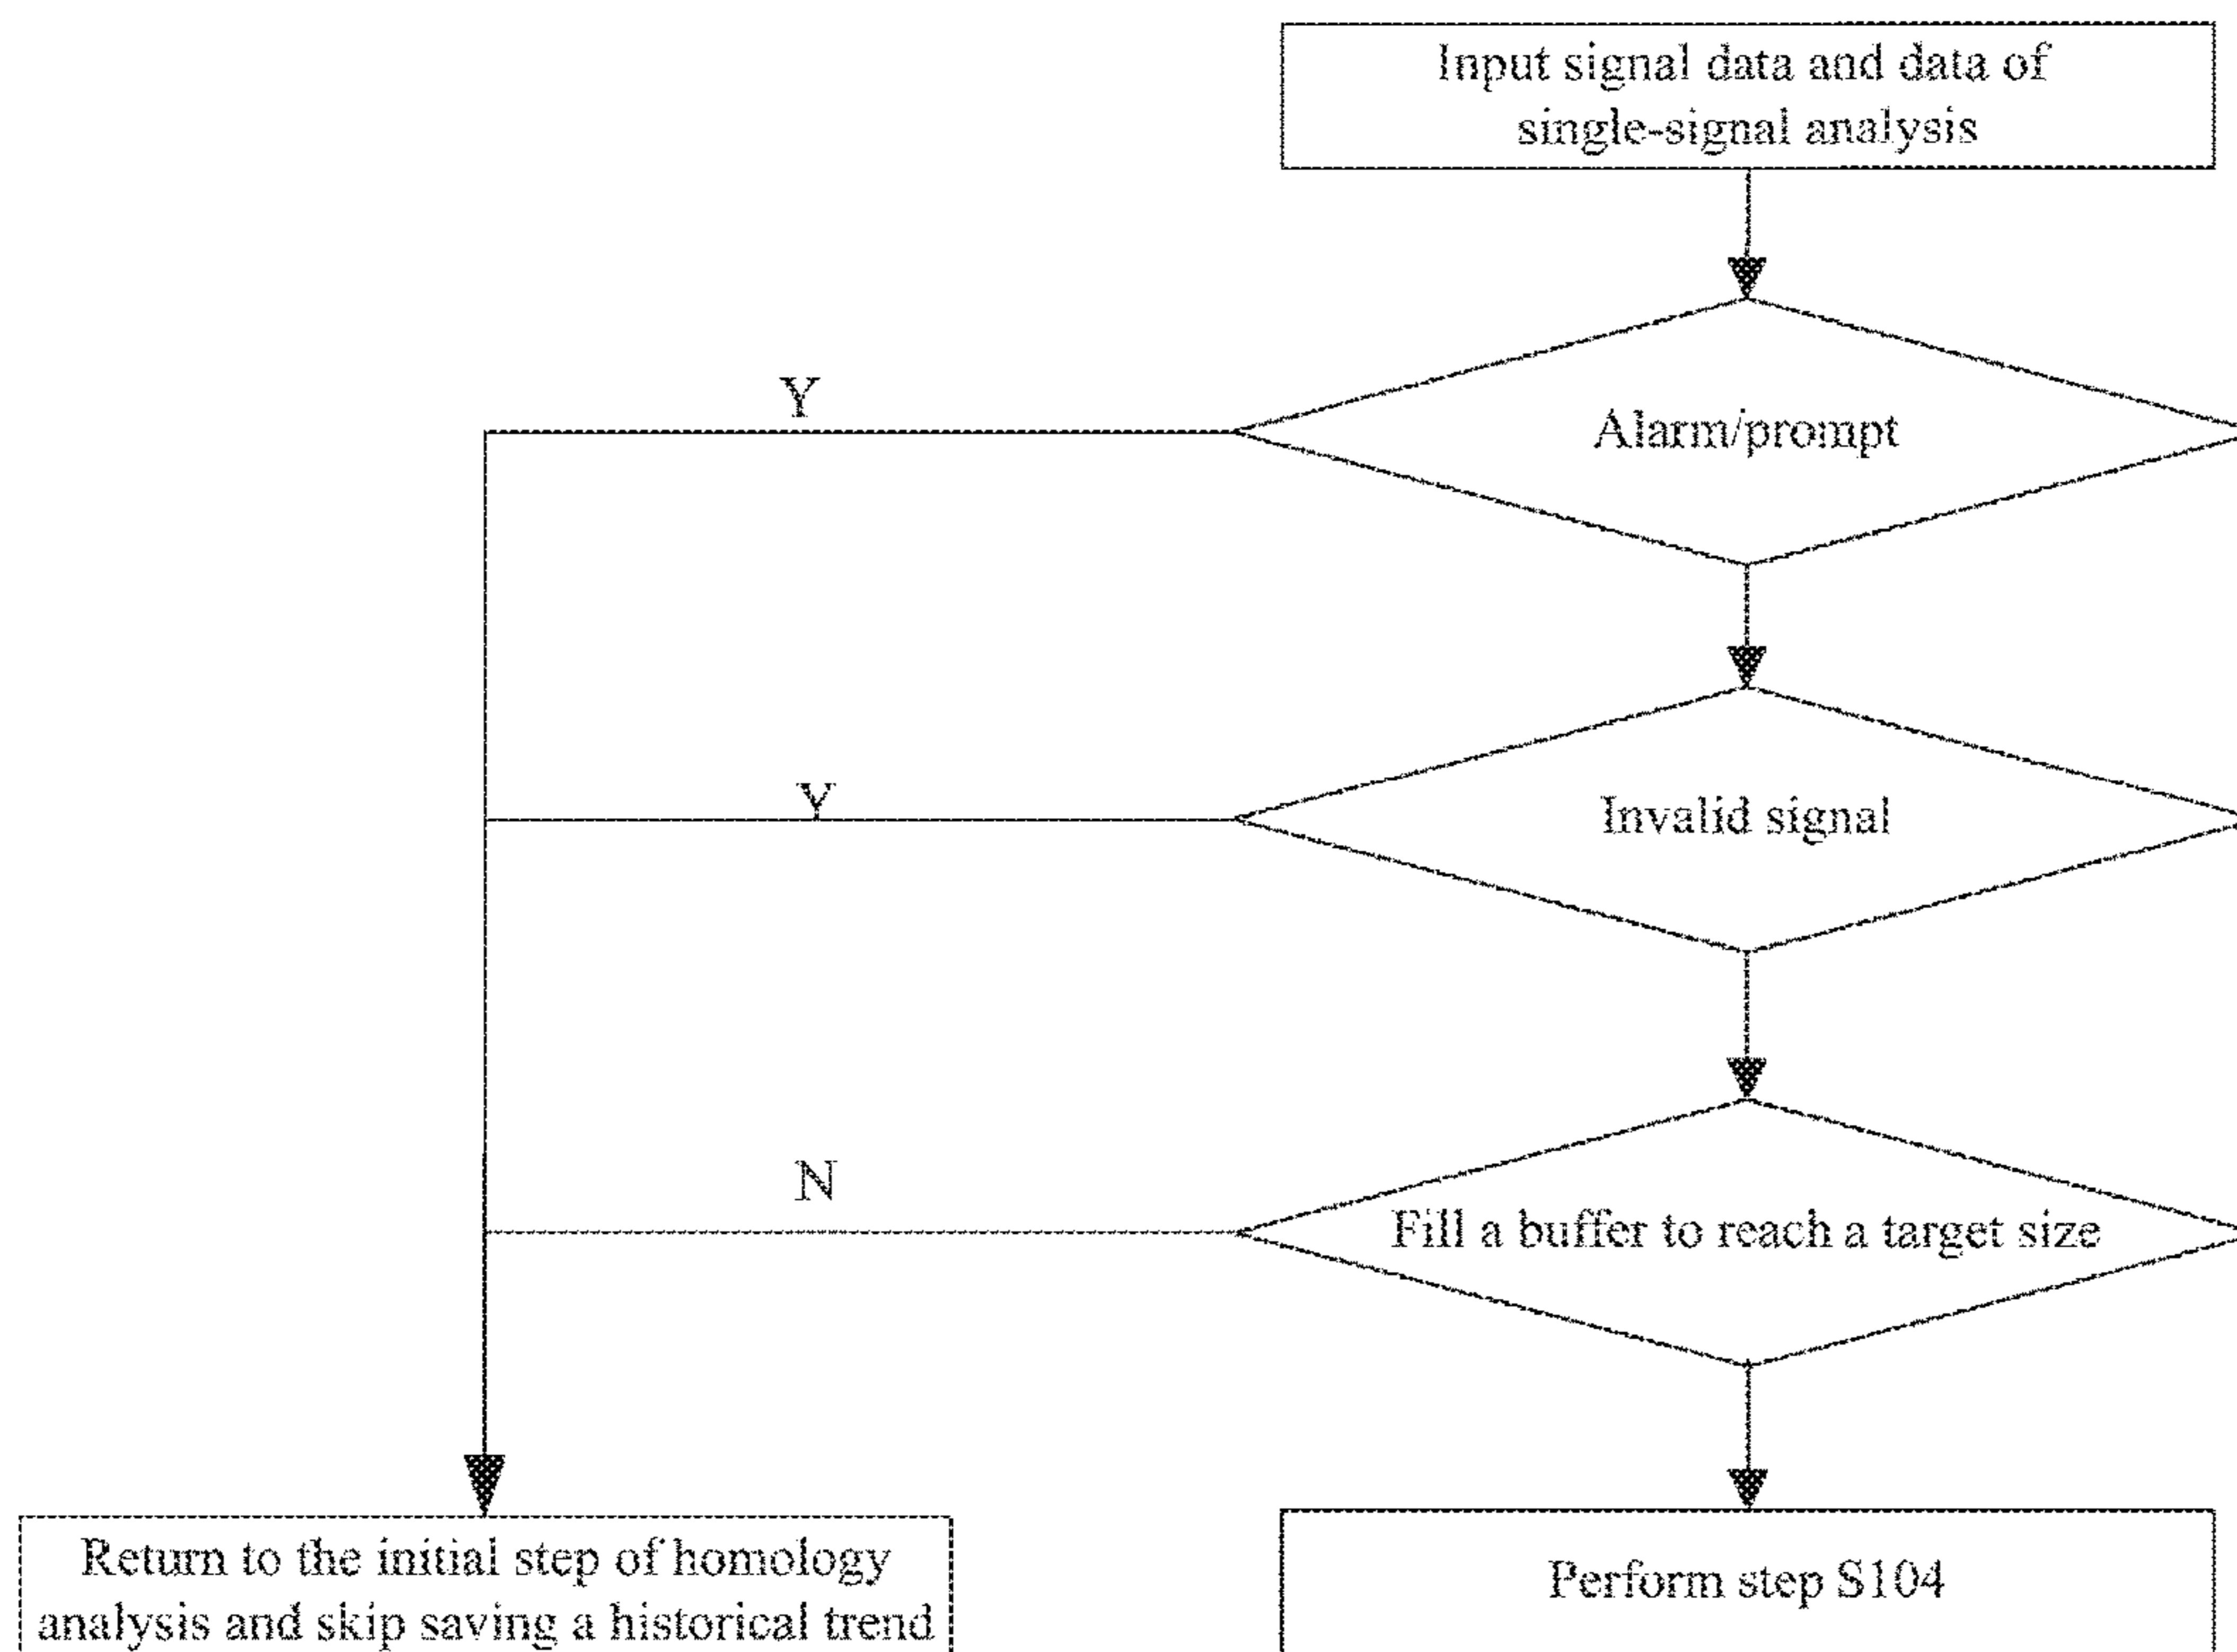 Input signal data and data of
single-signal analysis
Y
Alarm/prompt
Y
Invalid signal
N
Fill a buffer to reach a target size
Return to the initial step of homology
analysis and skip saving a historical trend
Perform step S104